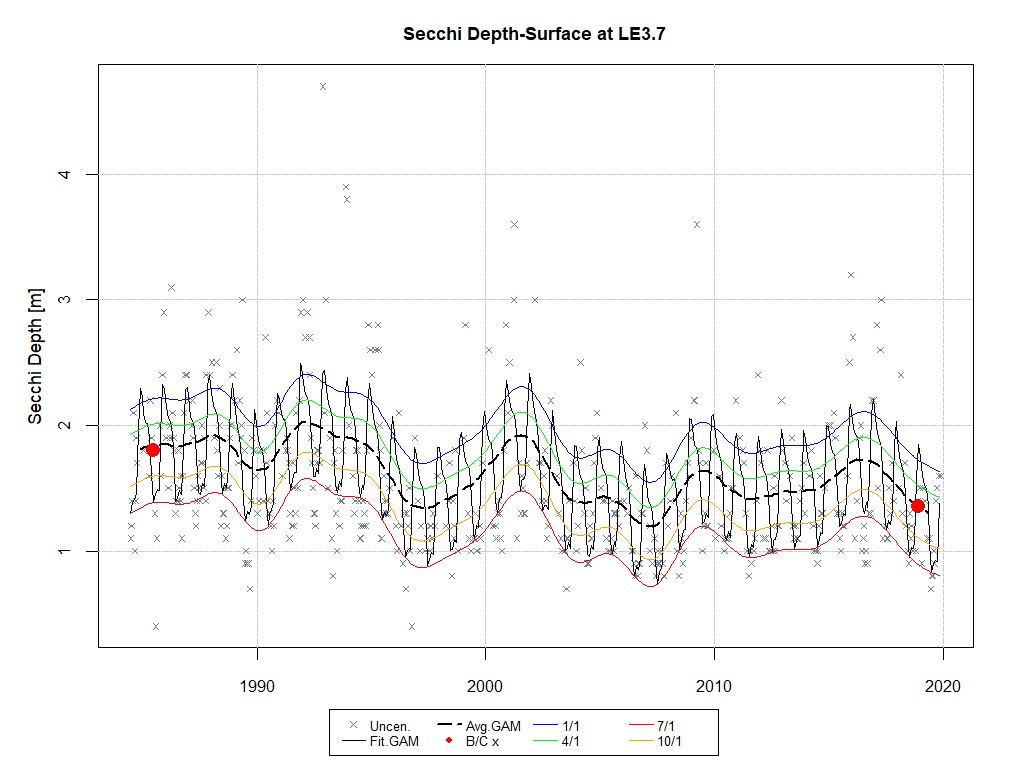 Secchi Depth-Surface at LE3.7
Secchi Depth [m]
4
3
2
1
1990 2000 2010 2020
Uncen. Avg.GAM 1/1 7/1
Fit.GAM B/C x 4/1 10/1